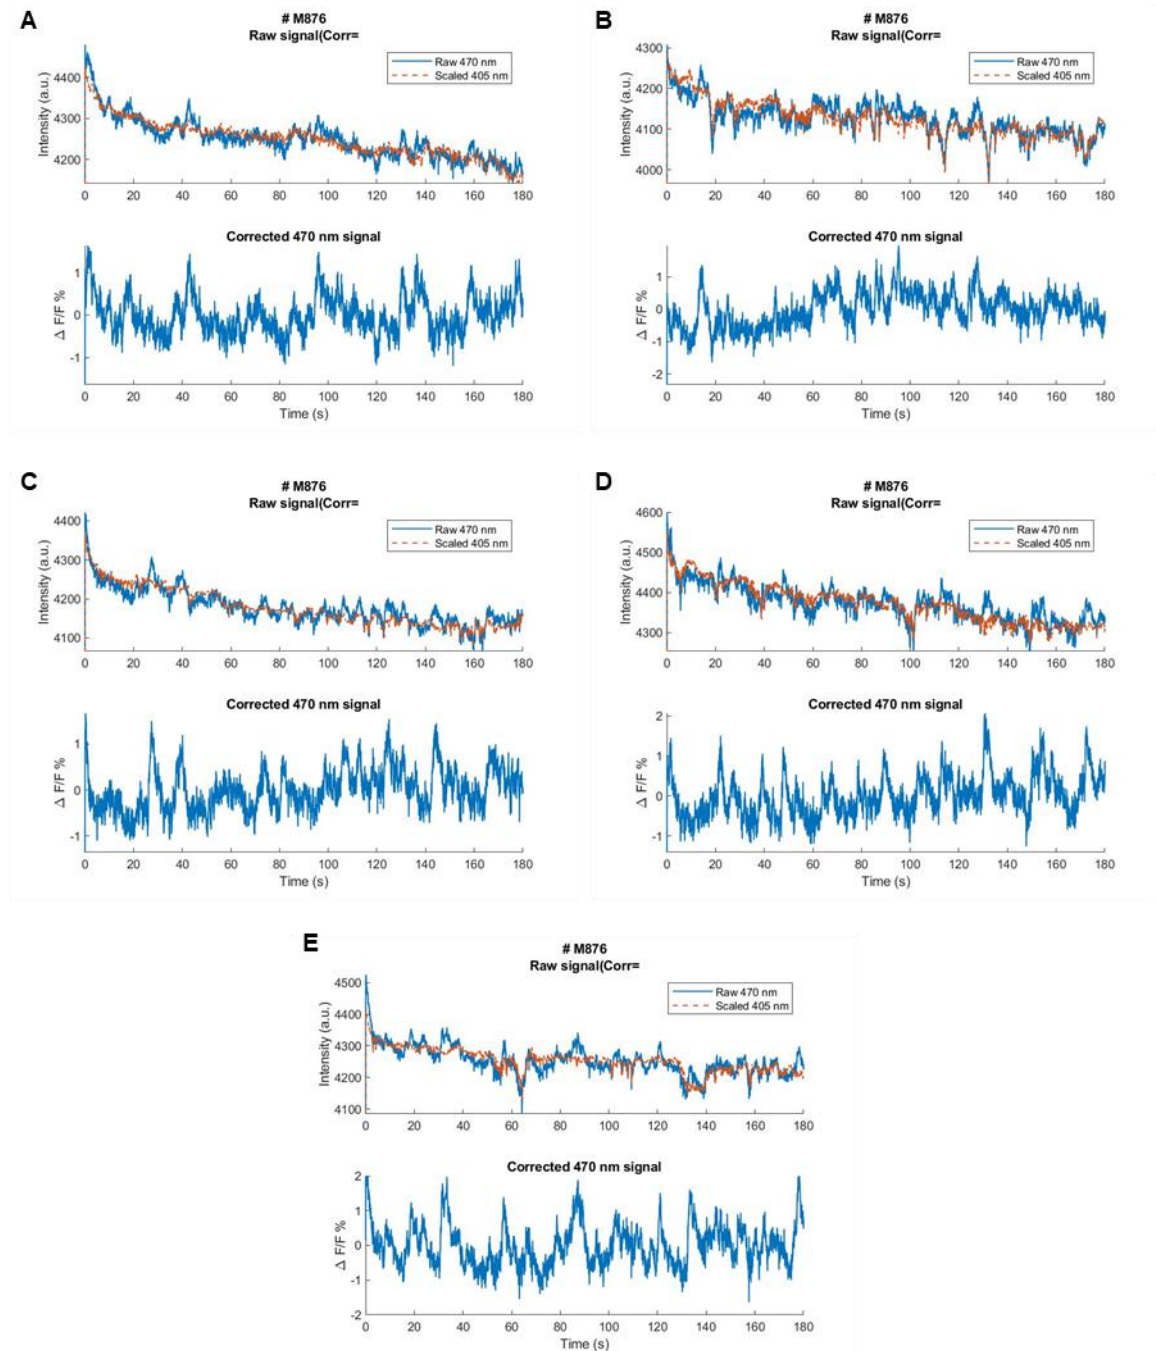 A
# M876
Raw signal(Corr=
Raw 470 nm
Scaled 405 nm
Intensity (a.u.)
4400
4300
4200
0 20 40 60 80 100 120 140 160 180
Corrected 470 nm signal
Δ F/F %
1
0
-1
0 20 40 60 80 100 120 140 160 180
Time (s)
B
# M876
Raw signal(Corr=
Raw 470 nm
Scaled 405 nm
Intensity (a.u.)
4300
4200
4100
4000
0 20 40 60 80 100 120 140 160 180
Corrected 470 nm signal
Δ F/F %
1
0
-1
-2
0 20 40 60 80 100 120 140 160 180
Time (s)
C
# M876
Raw signal(Corr=
Raw 470 nm
Scaled 405 nm
Intensity (a.u.)
4400
4300
4200
4100
0 20 40 60 80 100 120 140 160 180
Corrected 470 nm signal
Δ F/F %
1
0
-1
0 20 40 60 80 100 120 140 160 180
Time (s)
D
# M876
Raw signal(Corr=
Raw 470 nm
Scaled 405 nm
Intensity (a.u.)
4600
4500
4400
4300
0 20 40 60 80 100 120 140 160 180
Corrected 470 nm signal
Δ F/F %
2
1
0
-1
0 20 40 60 80 100 120 140 160 180
Time (s)
E
# M876
Raw signal(Corr=
Raw 470 nm
Scaled 405 nm
Intensity (a.u.)
4500
4400
4300
4200
4100
0 20 40 60 80 100 120 140 160 180
Corrected 470 nm signal
Δ F/F %
2
1
0
-1
-2
0 20 40 60 80 100 120 140 160 180
Time (s)